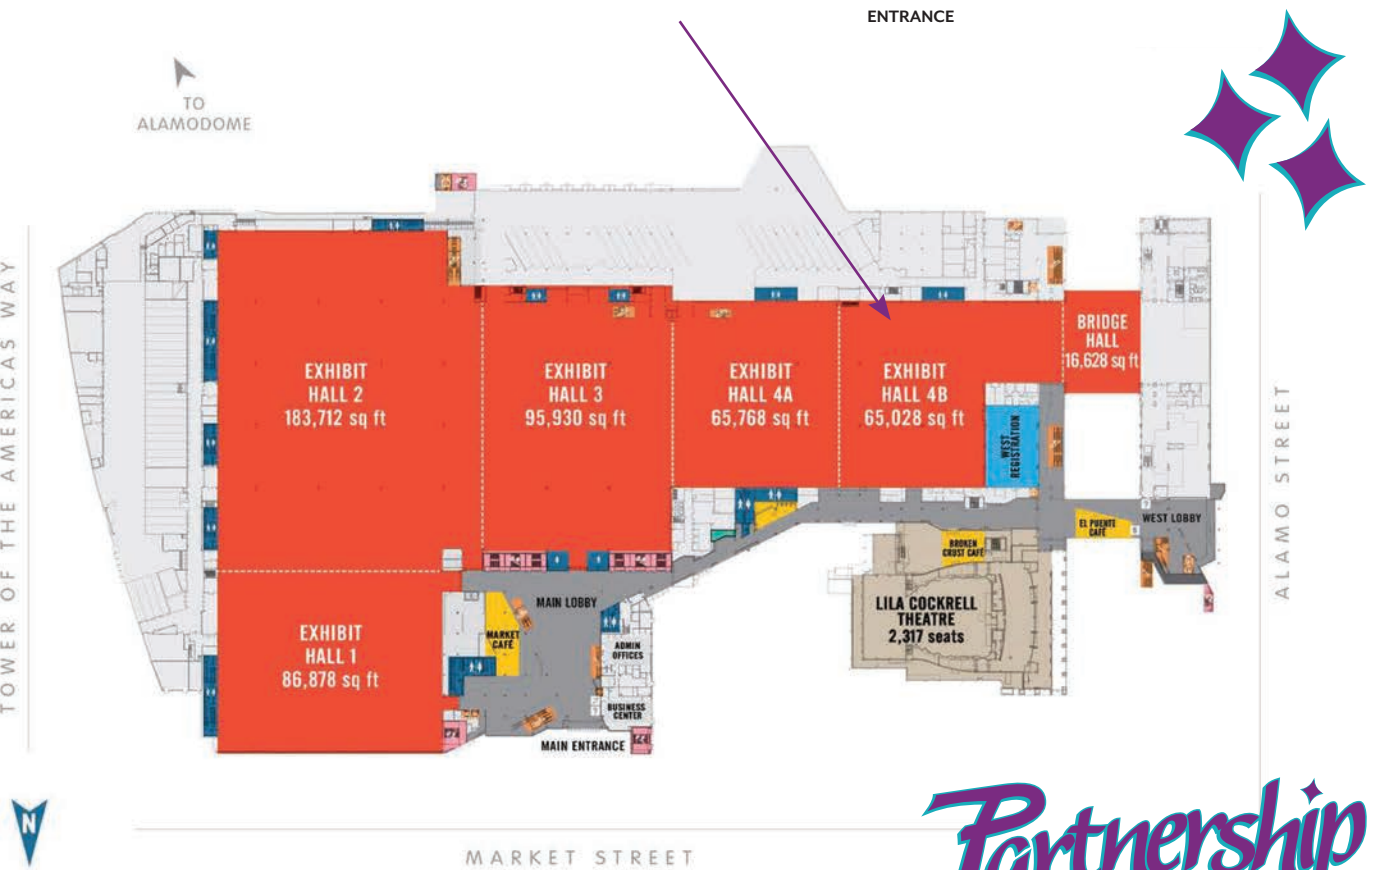 ENTRANCE
TO
ALAMODOME
TOWER OF THE AMERICAS WAY
EXHIBIT
HALL 2
183,712 sq ft
EXHIBIT
HALL 3
95,930 sq ft
EXHIBIT
HALL 4A
65,768 sq ft
EXHIBIT
HALL 4B
65,028 sq ft
BRIDGE
HALL
16,628 sq ft
WEST
REGISTRATION
ALAMO STREET
EL PUENTE
CAFÉ
WEST LOBBY
BROKEN
CRUST CAFÉ
LILA COCKRELL
THEATRE
2,317 seats
MAIN LOBBY
MARKET
CAFÉ
ADMIN
OFFICES
BUSINESS
CENTER
EXHIBIT
HALL 1
86,878 sq ft
MAIN ENTRANCE
N
MARKET STREET
Partnership